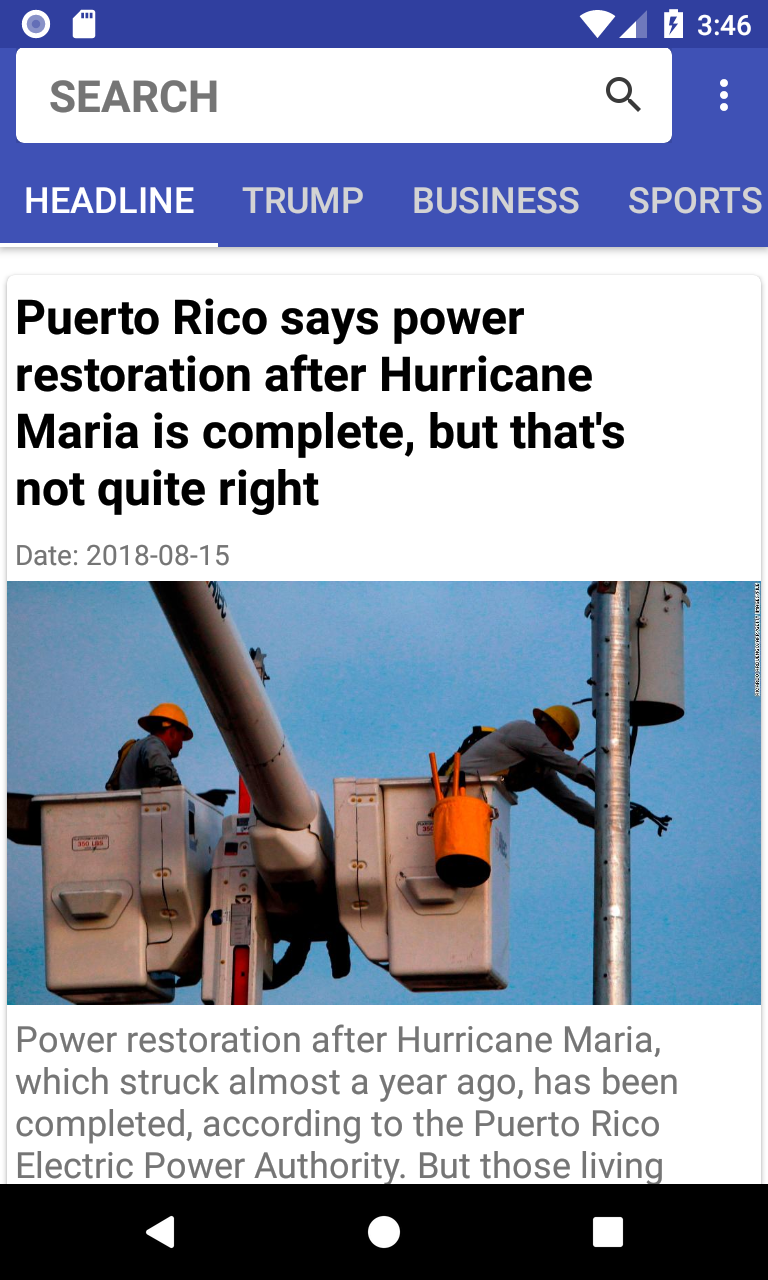 3:46
SEARCH
HEADLINE TRUMP BUSINESS SPORTS
Puerto Rico says power
restoration after Hurricane
Maria is complete, but that's
not quite right
Date: 2018-08-15
350 LBS
Power restoration after Hurricane Maria,
which struck almost a year ago, has been
completed, according to the Puerto Rico
Electric Power Authority. But those living